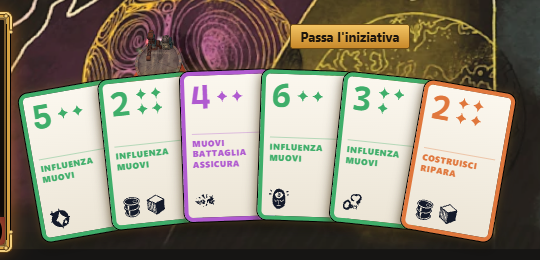 Passa l'iniziativa
5
INFLUENZA
MUOVI
2
INFLUENZA
MUOVI
4
MUOVI
BATTAGLIA
ASSICURA
6
INFLUENZA
MUOVI
3
INFLUENZA
MUOVI
2
COSTRUISCI
RIPARA